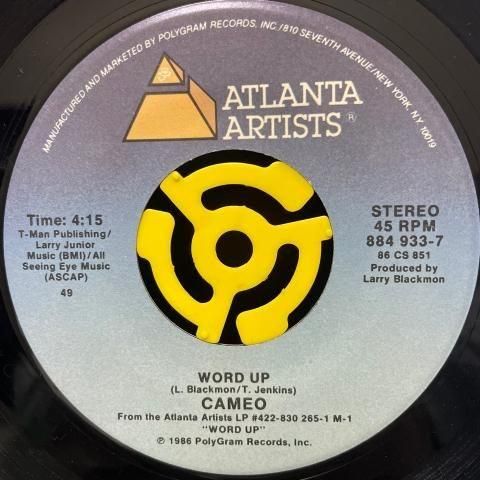 MANUFACTURED AND MARKETED BY POLYGRAM RECORDS, INC./810 SEVENTH AVENUE/NEW YORK, N.Y. 10019
ATLANTA
ARTISTS®
Time: 4:15
T-Man Publishing/
Larry Junior
Music (BMI)/All
Seeing Eye Music
(ASCAP)
49
STEREO
45 RPM
884 933-7
86 CS 851
Produced by
Larry Blackmon
WORD UP
(L. Blackmon/T. Jenkins)
CAMEO
From the Atlanta Artists LP #422-830 265-1 M-1
"WORD UP"
℗ 1986 PolyGram Records, Inc.